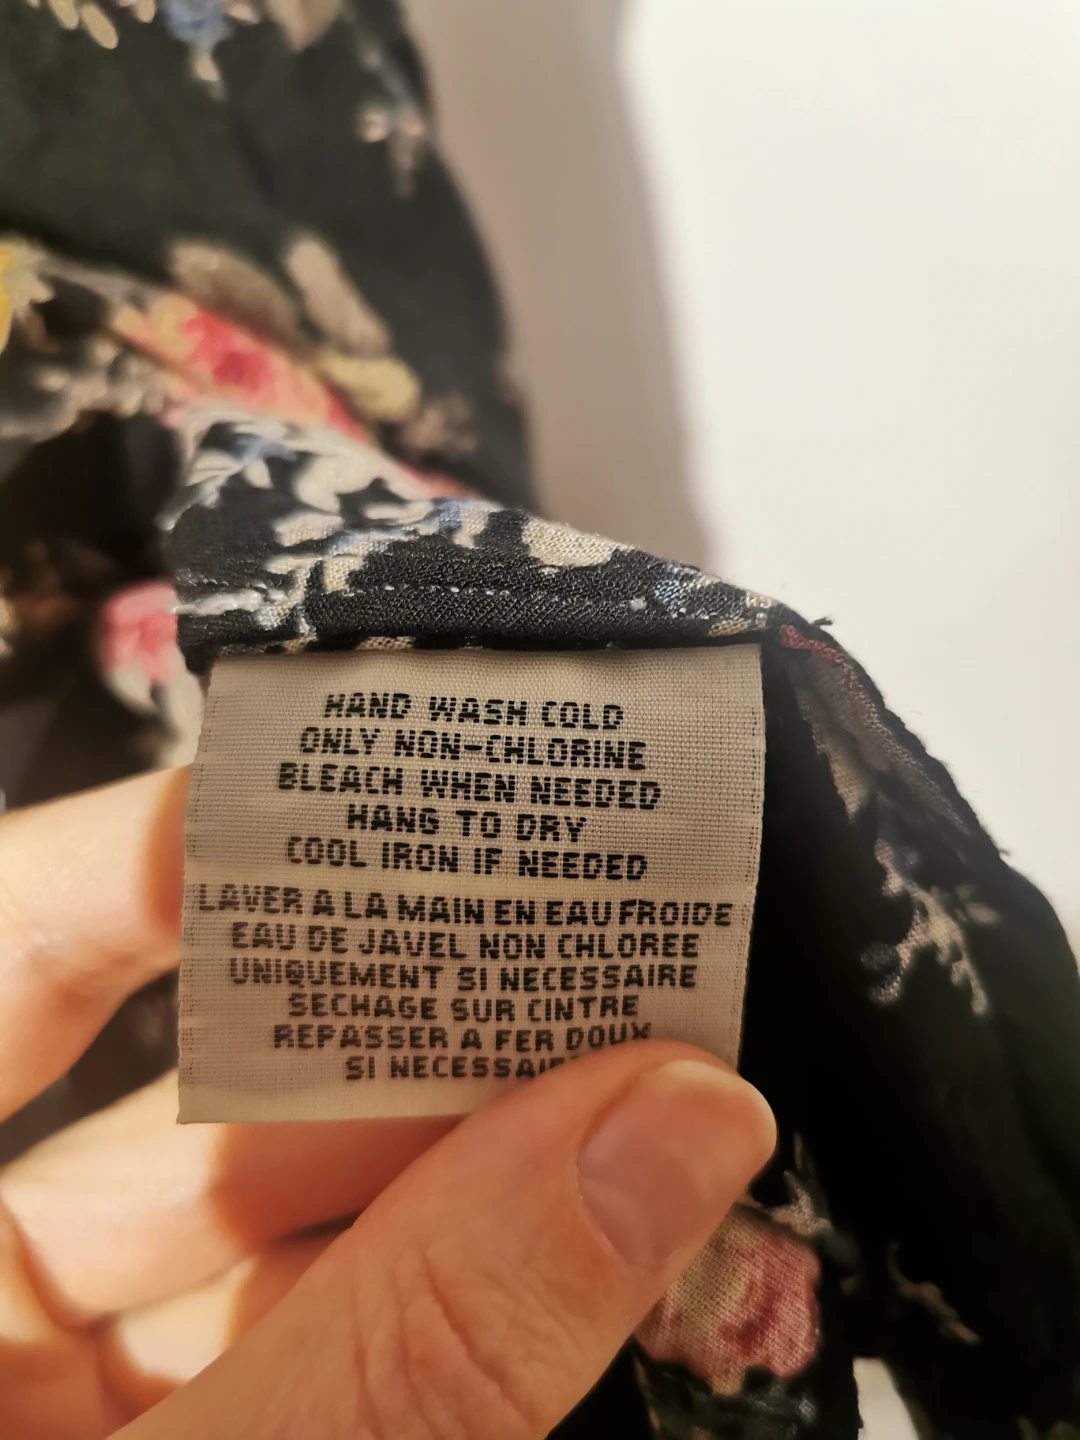 HAND WASH COLD
ONLY NON-CHLORINE
BLEACH WHEN NEEDED
HANG TO DRY
COOL IRON IF NEEDED
LAVER A LA MAIN EN EAU FROIDE
EAU DE JAVEL NON CHLOREE
UNIQUEMENT SI NECESSAIRE
SECHAGE SUR CINTRE
REPASSER A FER DOUX
SI